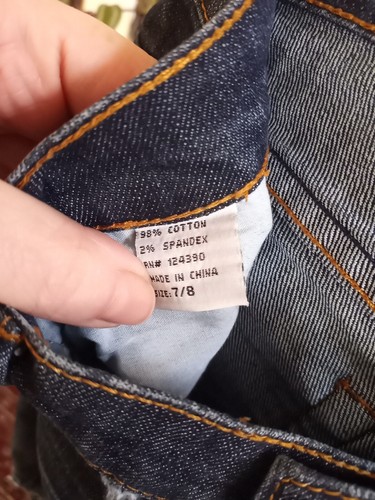 98% COTTON
2% SPANDEX
RN# 124390
MADE IN CHINA
SIZE:7/8